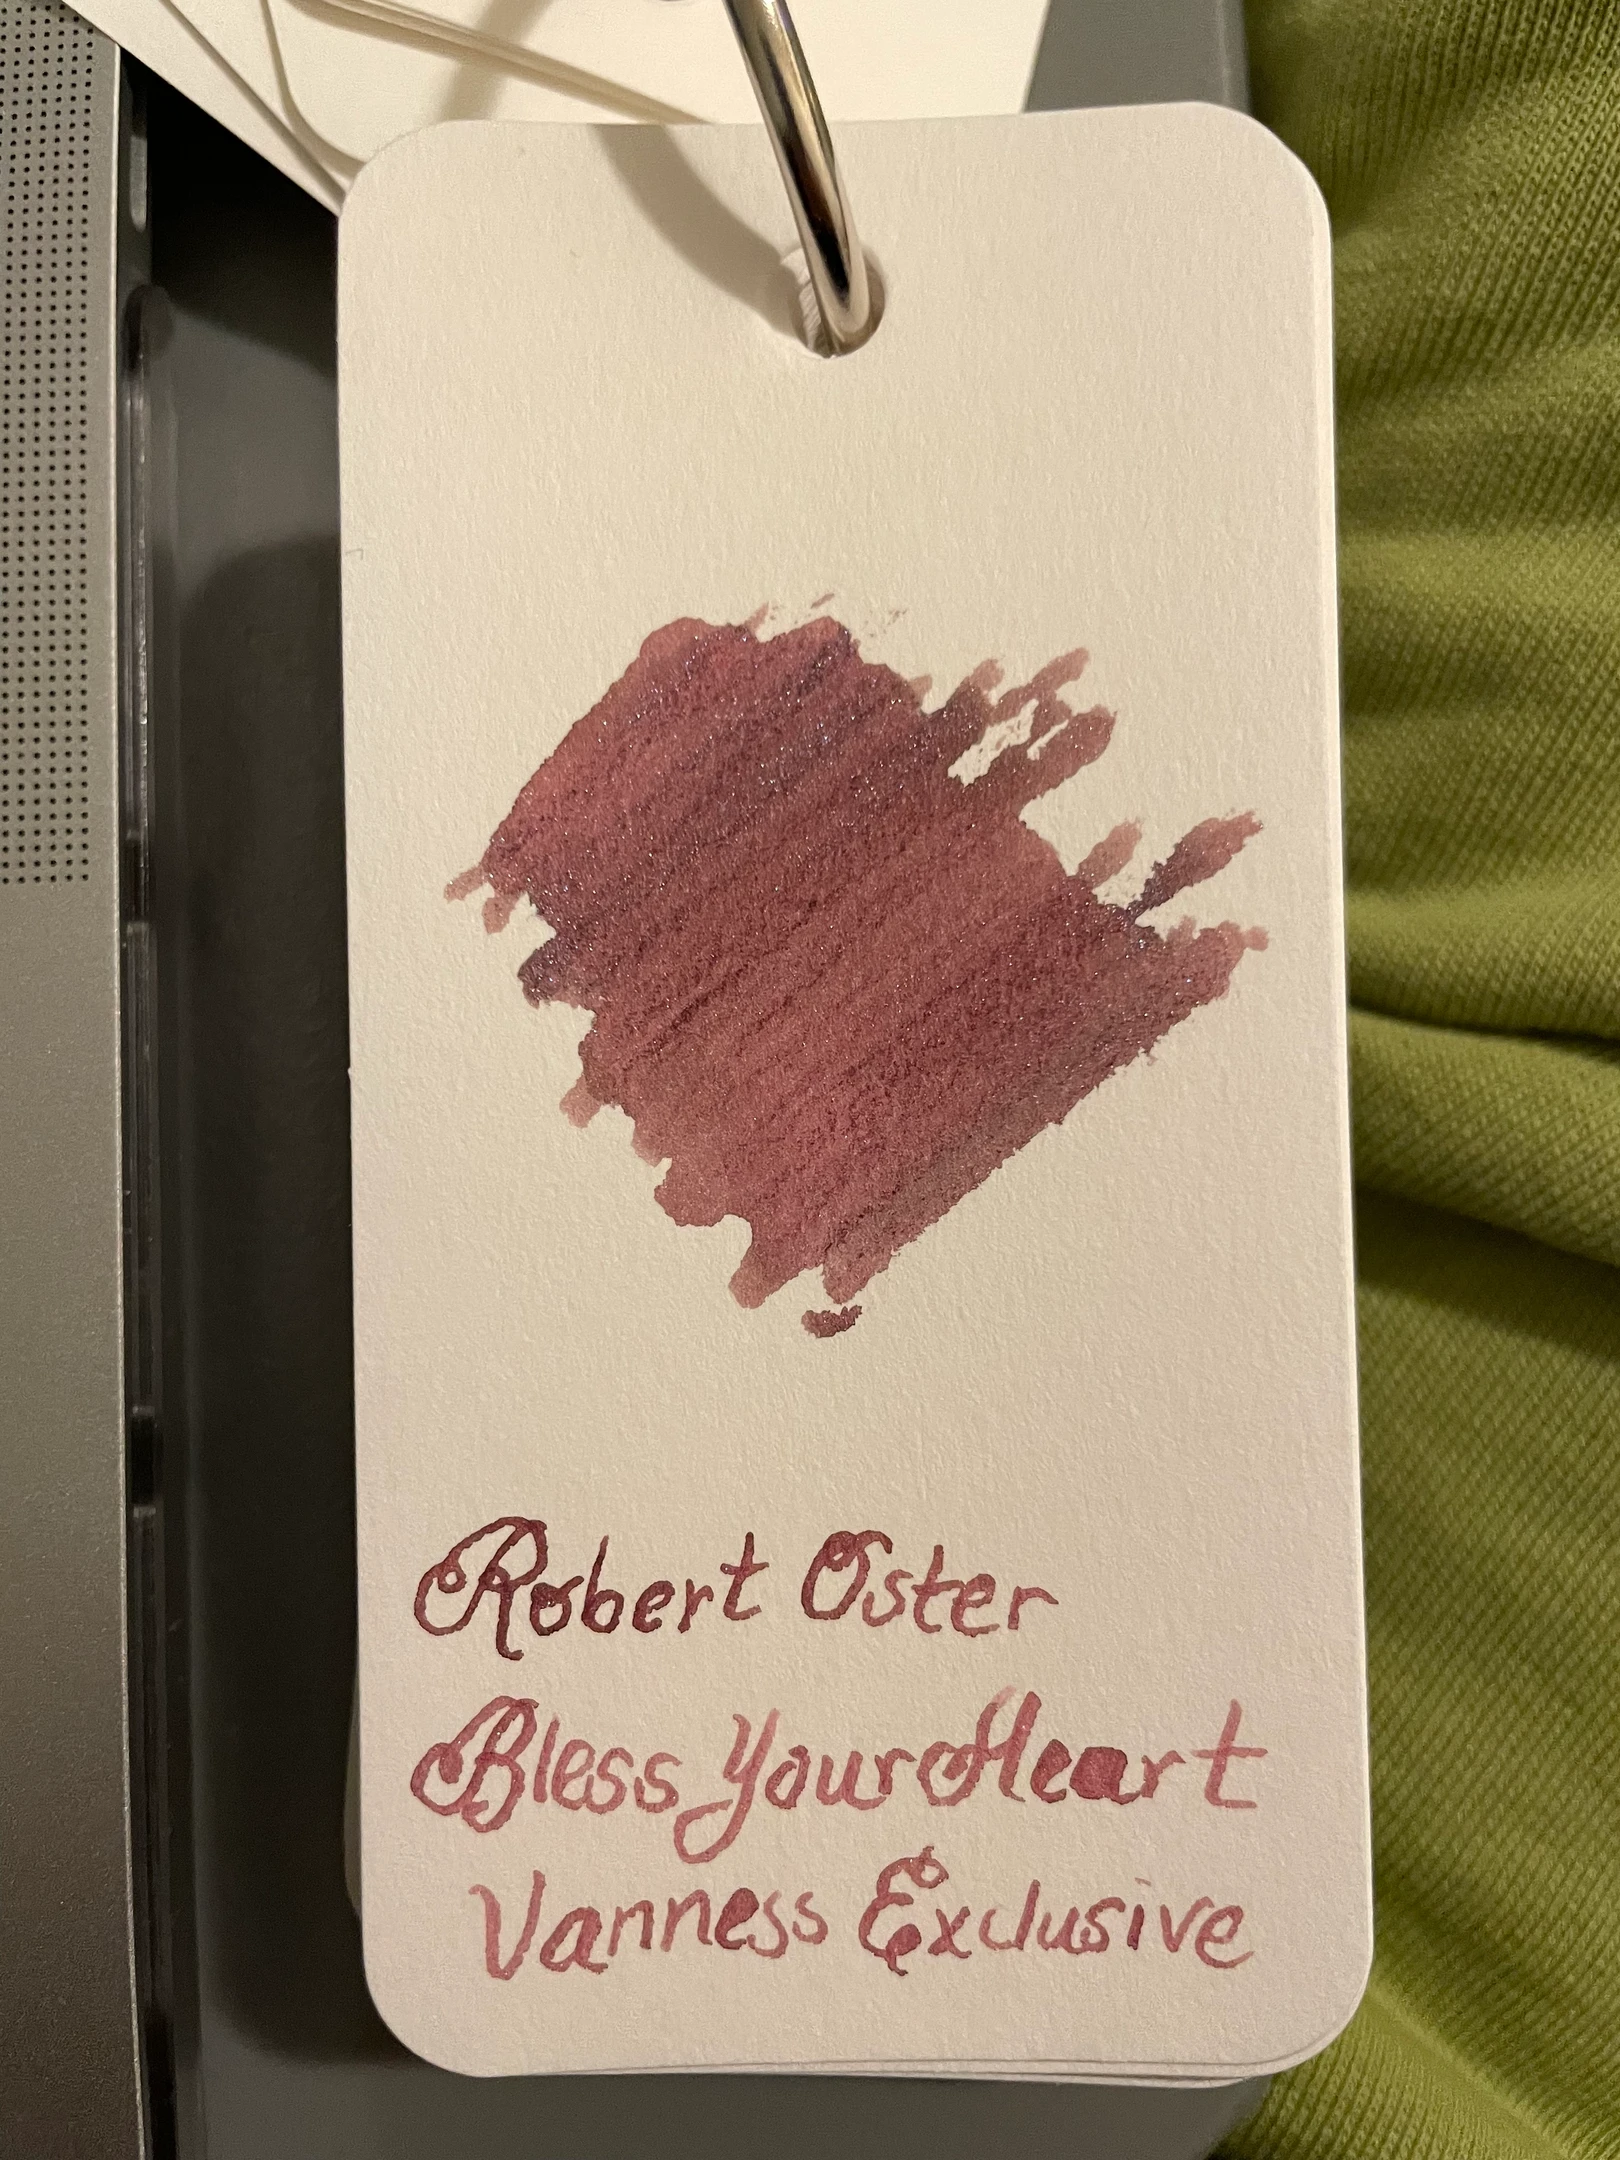 Robert Oster
Bless Your Heart
Vanness Exclusive